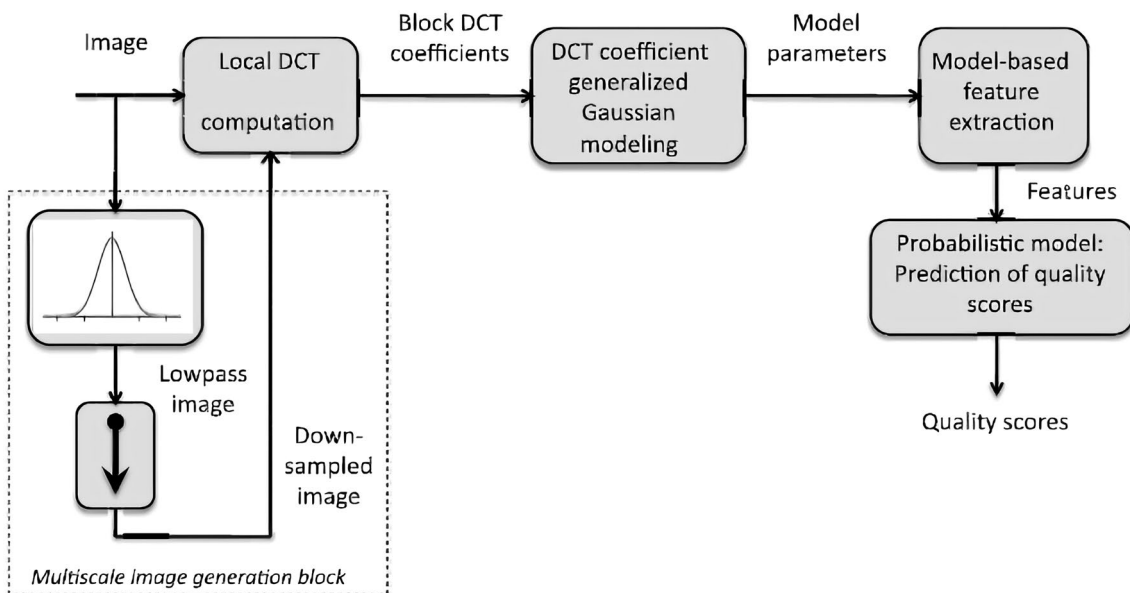 Image
Local DCT
computation
Block DCT
coefficients
DCT coefficient
generalized
Gaussian
modeling
Model
parameters
Model-based
feature
extraction
Features
Probabilistic model:
Prediction of quality
scores
Quality scores
Lowpass
image
Down-
sampled
image
Multiscale image generation block